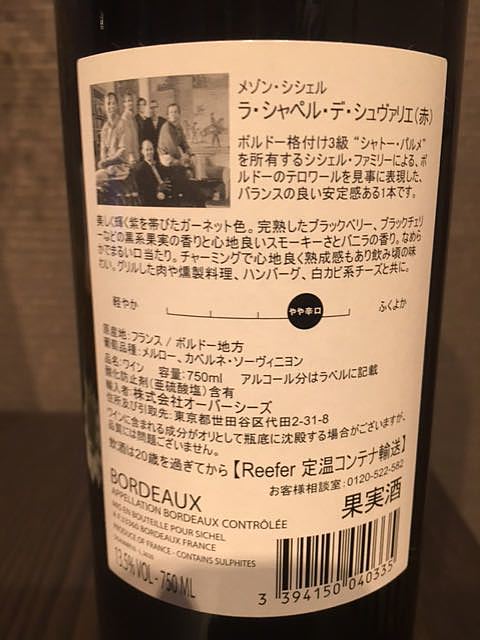 メゾン・シシェル
ラ・シャペル・デ・シュヴァリエ(赤)
ボルドー格付け3級 “シャトー・パルメ”
を所有するシシェル・ファミリーによる、ボ
ルドーのテロワールを見事に表現した、
バランスの良い安定感ある1本です。
美しく輝く紫を帯びたガーネット色。完熟したブラックベリー、ブラックチェリ
ーなどの黒系果実の香りと心地良いスモーキーさとバニラの香り。なめら
かでまるい口当たり。チャーミングで心地良く熟成感もあり飲み頃の味
わい。グリルした肉や燻製料理、ハンバーグ、白カビ系チーズと共に。
軽やか やや辛口 ふくよか
原産地:フランス / ボルドー地方
葡萄品種:メルロー、カベルネ・ソーヴィニヨン
品名:ワイン 容量:750ml アルコール分はラベルに記載
酸化防止剤(亜硫酸塩)含有
輸入者:株式会社オーバーシーズ
住所及び引取先:東京都世田谷区代田2-31-8
ワインに含まれる成分がオリとして瓶底に沈殿する場合がございますが、
品質には問題ございません。
飲酒は20歳を過ぎてから【Reefer 定温コンテナ輸送】
お客様相談室:0120-522-582
果実酒
BORDEAUX
APPELLATION BORDEAUX CONTRÔLÉE
MIS EN BOUTEILLE POUR SICHEL
À F33360 BORDEAUX FRANCE
PRODUCE OF FRANCE - CONTAINS SULPHITES
13.5% VOL - 750 ML
3 394150 040335